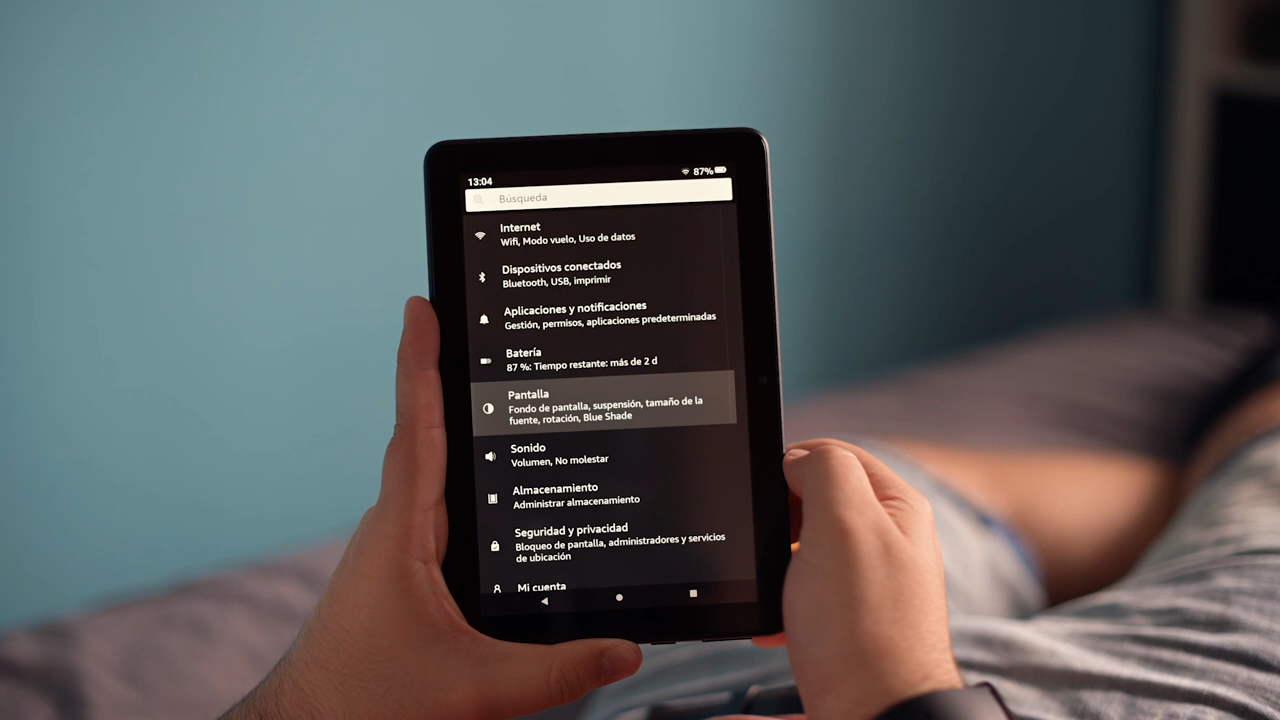 13:04 87%
Búsqueda
Internet
Wifi, Modo vuelo, Uso de datos
Dispositivos conectados
Bluetooth, USB, imprimir
Aplicaciones y notificaciones
Gestión, permisos, aplicaciones predeterminadas
Batería
87 %: Tiempo restante: más de 2 d
Pantalla
Fondo de pantalla, suspensión, tamaño de la
fuente, rotación, Blue Shade
Sonido
Volumen, No molestar
Almacenamiento
Administrar almacenamiento
Seguridad y privacidad
Bloqueo de pantalla, administradores y servicios
de ubicación
Mi cuenta